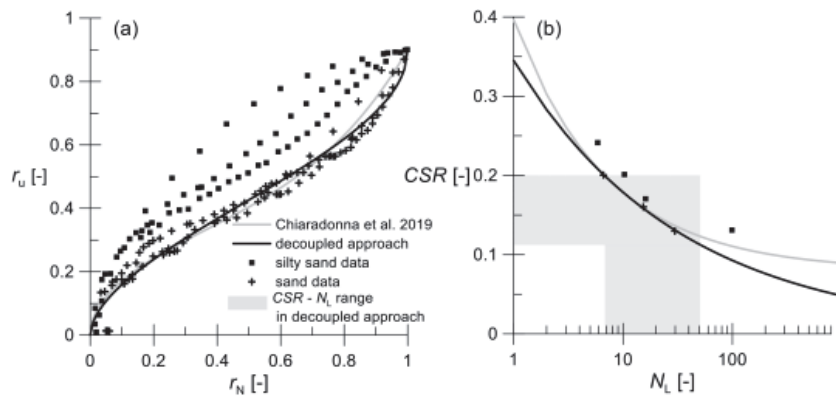 (a)
1
0.8
0.6
0.4
0.2
0
r_u [-]
0 0.2 0.4 0.6 0.8 1
r_N [-]
Chiaradonna et al. 2019
decoupled approach
silty sand data
sand data
CSR - N_L range
in decoupled approach
(b)
0.4
0.3
0.2
0.1
0
CSR [-]
1 10 100
N_L [-]